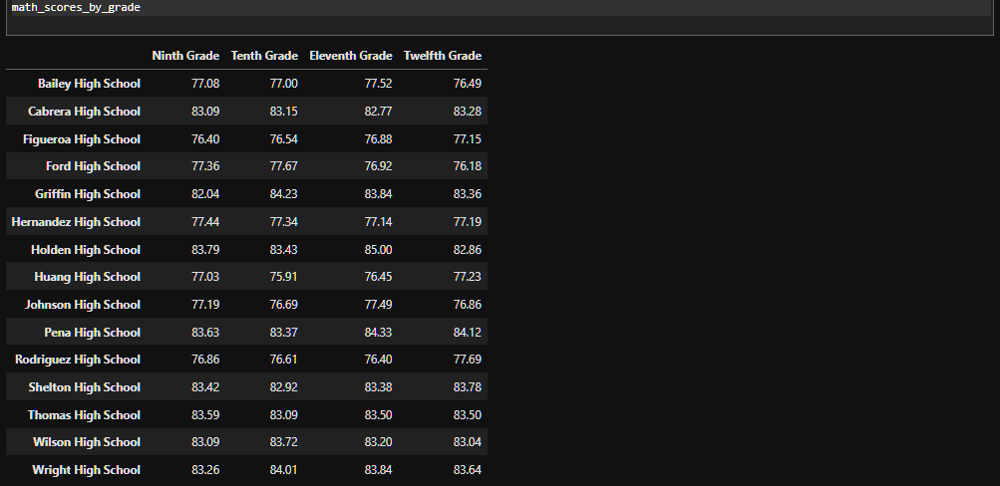 math_scores_by_grade
Ninth Grade Tenth Grade Eleventh Grade Twelfth Grade
Bailey High School 77.08 77.00 77.52 76.49
Cabrera High School 83.09 83.15 82.77 83.28
Figueroa High School 76.40 76.54 76.88 77.15
Ford High School 77.36 77.67 76.92 76.18
Griffin High School 82.04 84.23 83.84 83.36
Hernandez High School 77.44 77.34 77.14 77.19
Holden High School 83.79 83.43 85.00 82.86
Huang High School 77.03 75.91 76.45 77.23
Johnson High School 77.19 76.69 77.49 76.86
Pena High School 83.63 83.37 84.33 84.12
Rodriguez High School 76.86 76.61 76.40 77.69
Shelton High School 83.42 82.92 83.38 83.78
Thomas High School 83.59 83.09 83.50 83.50
Wilson High School 83.09 83.72 83.20 83.04
Wright High School 83.26 84.01 83.84 83.64